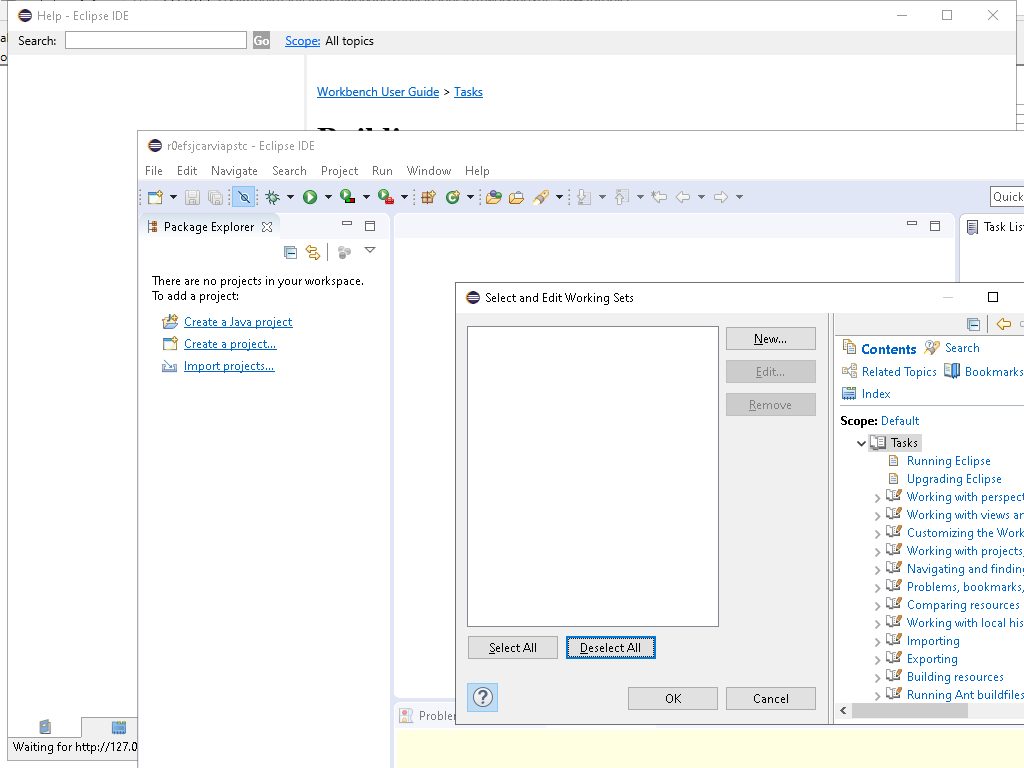 Help - Eclipse IDE
Search:
Go
Scope: All topics
Workbench User Guide > Tasks
r0efsjcarviapstc - Eclipse IDE
File Edit Navigate Search Project Run Window Help
Quick
Package Explorer
Task List
There are no projects in your workspace.
To add a project:
Create a Java project
Create a project...
Import projects...
Select and Edit Working Sets
New...
Edit...
Remove
Select All
Deselect All
OK
Cancel
Contents
Search
Related Topics
Bookmarks
Index
Scope: Default
Tasks
Running Eclipse
Upgrading Eclipse
Working with perspect
Working with views an
Customizing the Work
Working with projects,
Navigating and finding
Problems, bookmarks,
Comparing resources
Working with local his
Importing
Exporting
Building resources
Running Ant buildfiles
Problem
Waiting for http://127.0